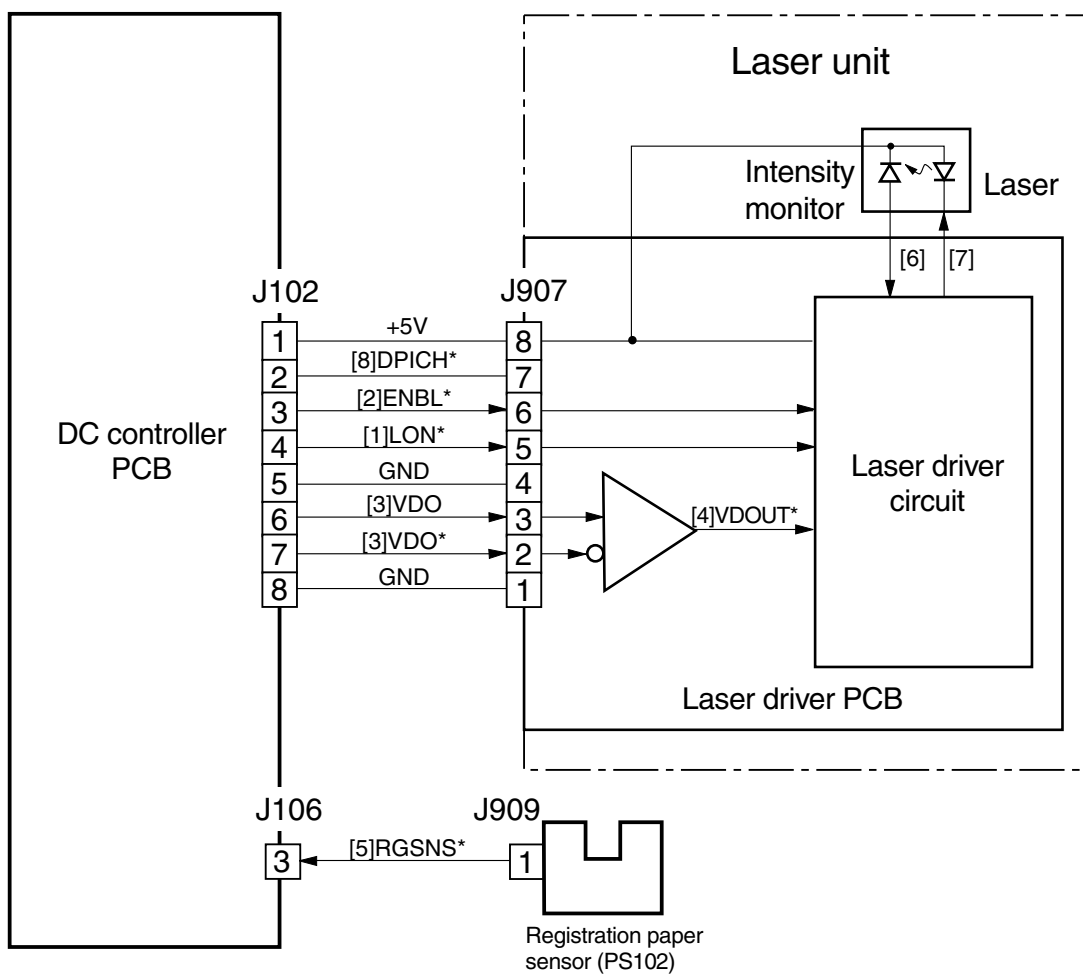 Laser unit
Intensity
monitor
Laser
[6] [7]
J102
J907
1 +5V 8
2 [8]DPICH* 7
3 [2]ENBL* 6
4 [1]LON* 5
5 GND 4
6 [3]VDO 3
7 [3]VDO* 2
8 GND 1
DC controller
PCB
[4]VDOUT*
Laser driver
circuit
Laser driver PCB
J106
J909
3 [5]RGSNS* 1
Registration paper
sensor (PS102)